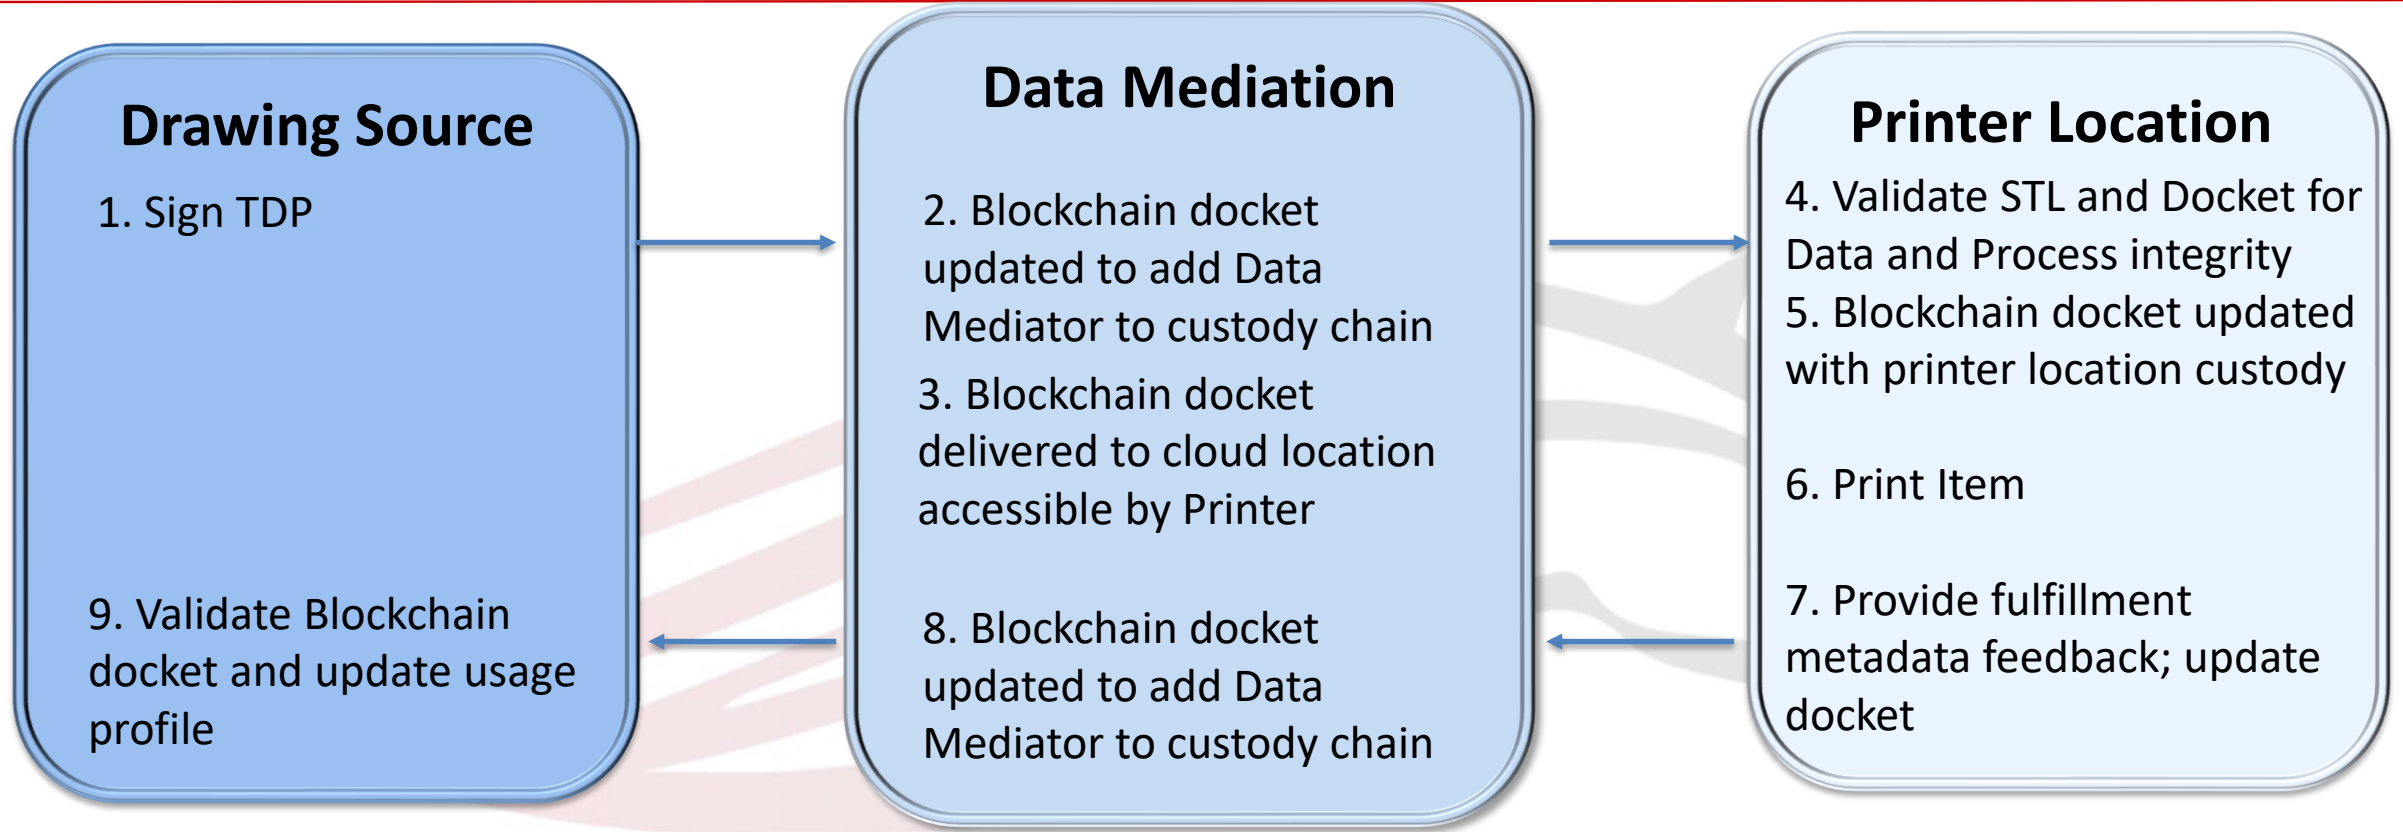 Drawing Source
1. Sign TDP
9. Validate Blockchain
docket and update usage
profile
Data Mediation
2. Blockchain docket
updated to add Data
Mediator to custody chain
3. Blockchain docket
delivered to cloud location
accessible by Printer
8. Blockchain docket
updated to add Data
Mediator to custody chain
Printer Location
4. Validate STL and Docket for
Data and Process integrity
5. Blockchain docket updated
with printer location custody
6. Print Item
7. Provide fulfillment
metadata feedback; update
docket